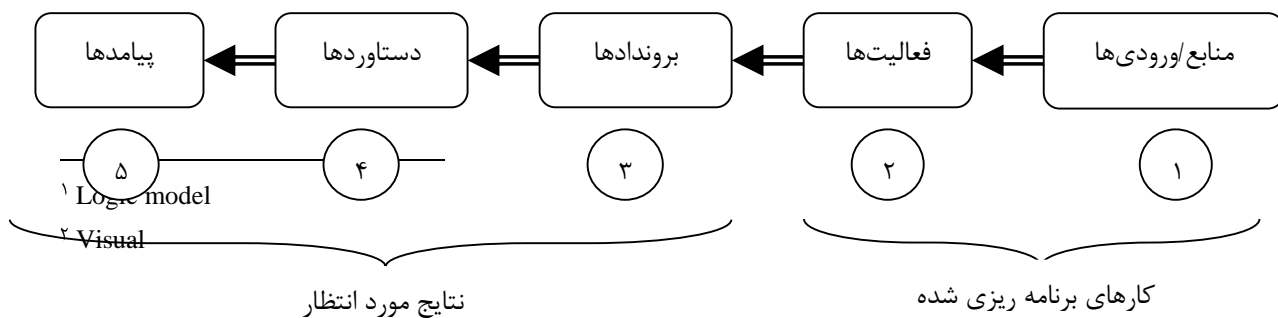 منابع/ورودی‌ها
فعالیت‌ها
بروندادها
دستاوردها
پیامدها
۱
۲
۳
۴
۵
۱ Logic model
۲ Visual
کارهای برنامه ریزی شده
نتایج مورد انتظار